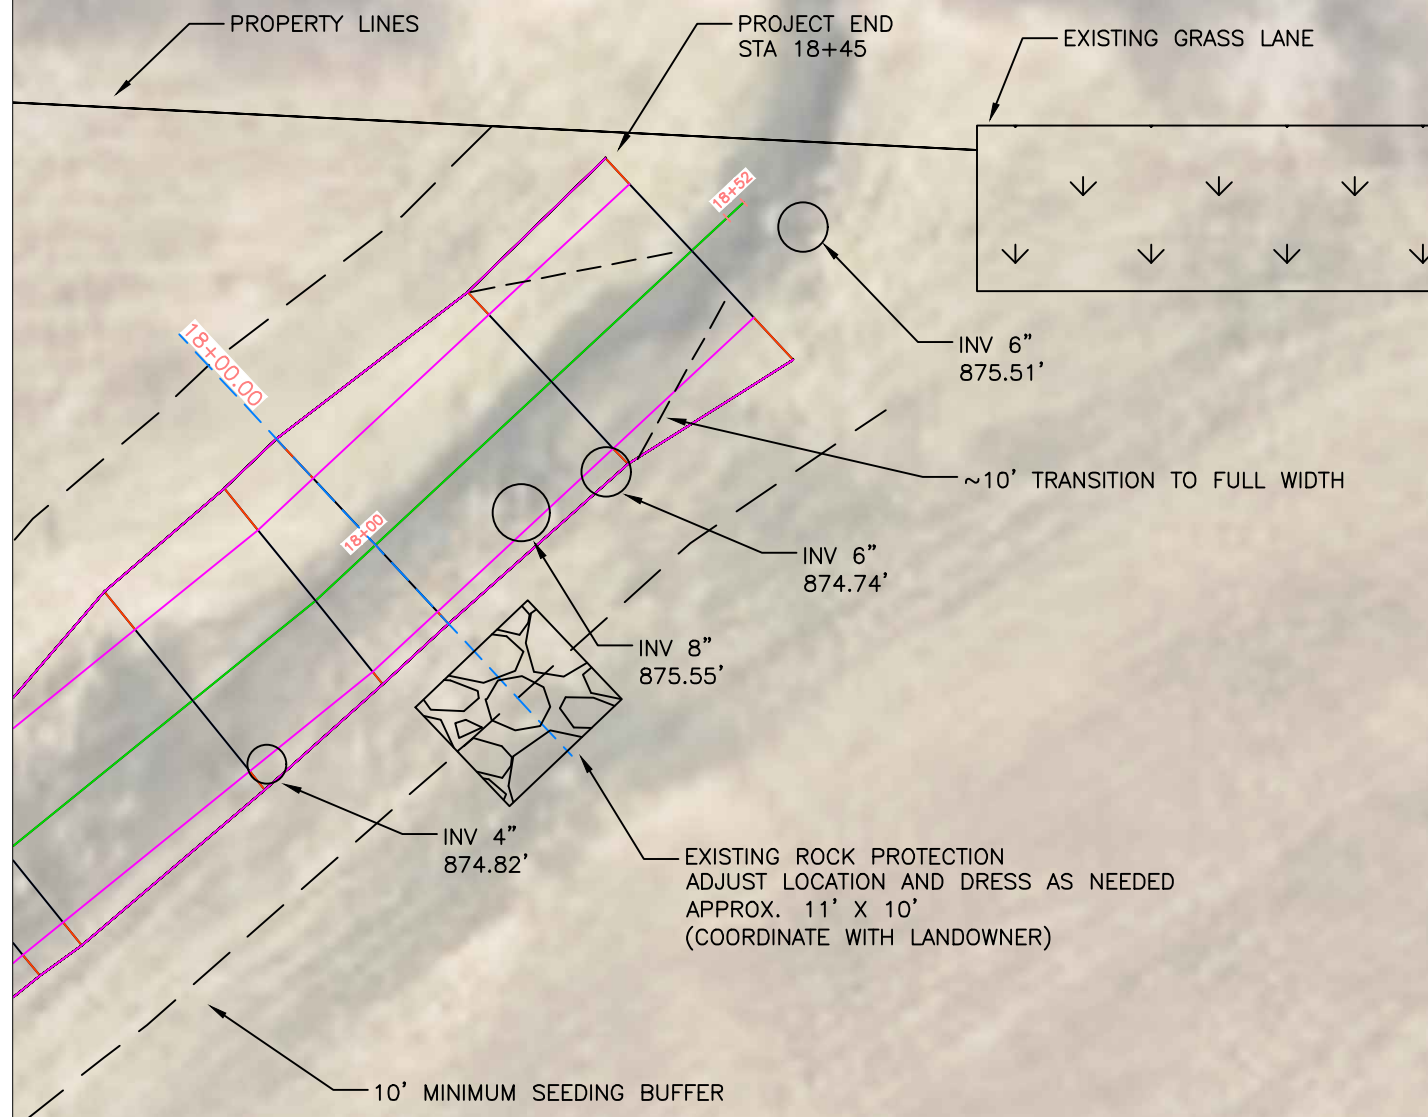 PROPERTY LINES
PROJECT END
STA 18+45
EXISTING GRASS LANE
18+52
18+00.00
INV 6"
875.51'
~10' TRANSITION TO FULL WIDTH
18+00
INV 6"
874.74'
INV 8"
875.55'
INV 4"
874.82'
EXISTING ROCK PROTECTION
ADJUST LOCATION AND DRESS AS NEEDED
APPROX. 11' X 10'
(COORDINATE WITH LANDOWNER)
10' MINIMUM SEEDING BUFFER